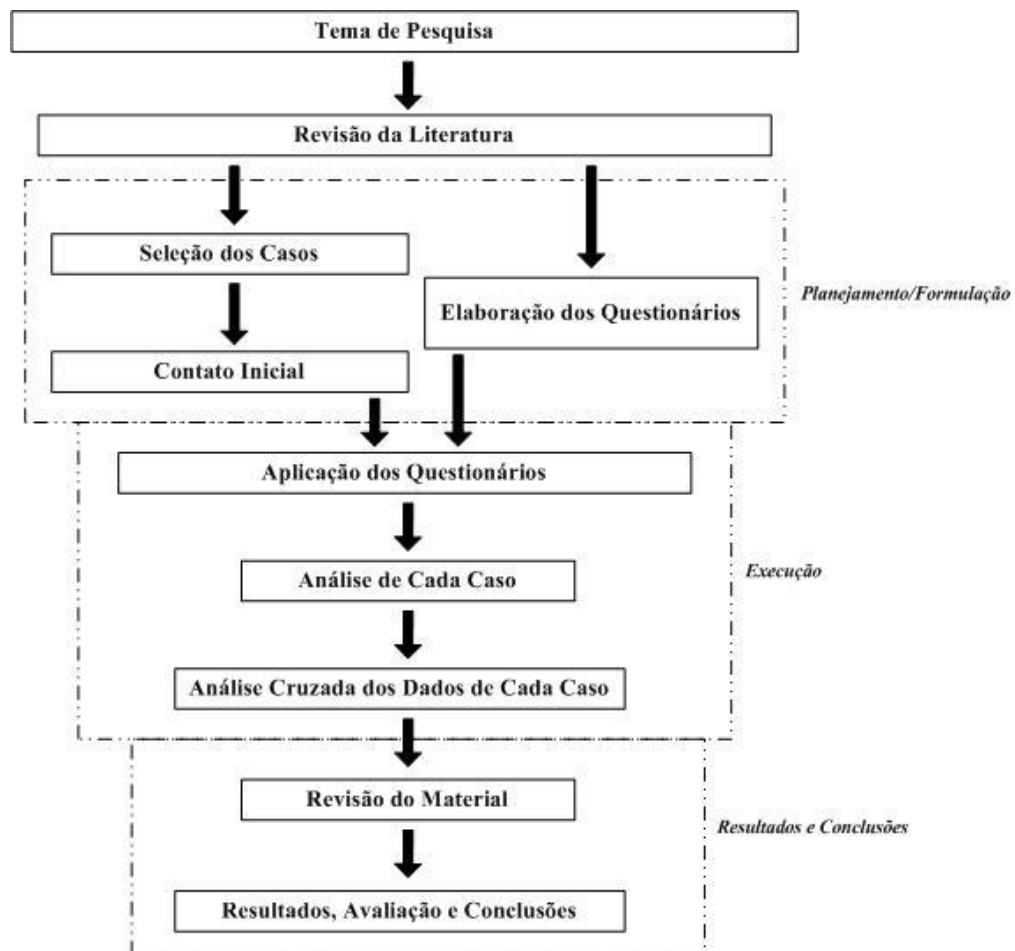 Tema de Pesquisa
Revisão da Literatura
Seleção dos Casos
Elaboração dos Questionários
Planejamento/Formulação
Contato Inicial
Aplicação dos Questionários
Análise de Cada Caso
Execução
Análise Cruzada dos Dados de Cada Caso
Revisão do Material
Resultados e Conclusões
Resultados, Avaliação e Conclusões